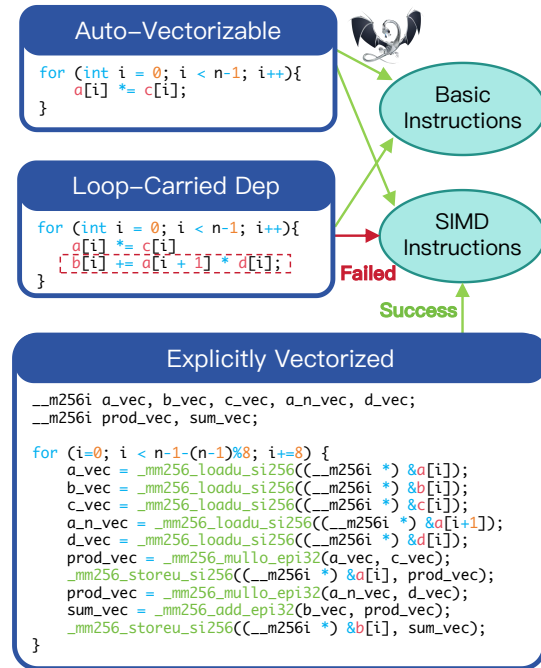 Auto-Vectorizable
for (int i = 0; i < n-1; i++){
a[i] *= c[i];
}
Basic
Instructions
Loop-Carried Dep
for (int i = 0; i < n-1; i++){
a[i] *= c[i]
b[i] += a[i + 1] * d[i];
}
SIMD
Instructions
Failed
Success
Explicitly Vectorized
__m256i a_vec, b_vec, c_vec, a_n_vec, d_vec;
__m256i prod_vec, sum_vec;
for (i=0; i < n-1-(n-1)%8; i+=8) {
a_vec = _mm256_loadu_si256((__m256i *) &a[i]);
b_vec = _mm256_loadu_si256((__m256i *) &b[i]);
c_vec = _mm256_loadu_si256((__m256i *) &c[i]);
a_n_vec = _mm256_loadu_si256((__m256i *) &a[i+1]);
d_vec = _mm256_loadu_si256((__m256i *) &d[i]);
prod_vec = _mm256_mullo_epi32(a_vec, c_vec);
_mm256_storeu_si256((__m256i *) &a[i], prod_vec);
prod_vec = _mm256_mullo_epi32(a_n_vec, d_vec);
sum_vec = _mm256_add_epi32(b_vec, prod_vec);
_mm256_storeu_si256((__m256i *) &b[i], sum_vec);
}